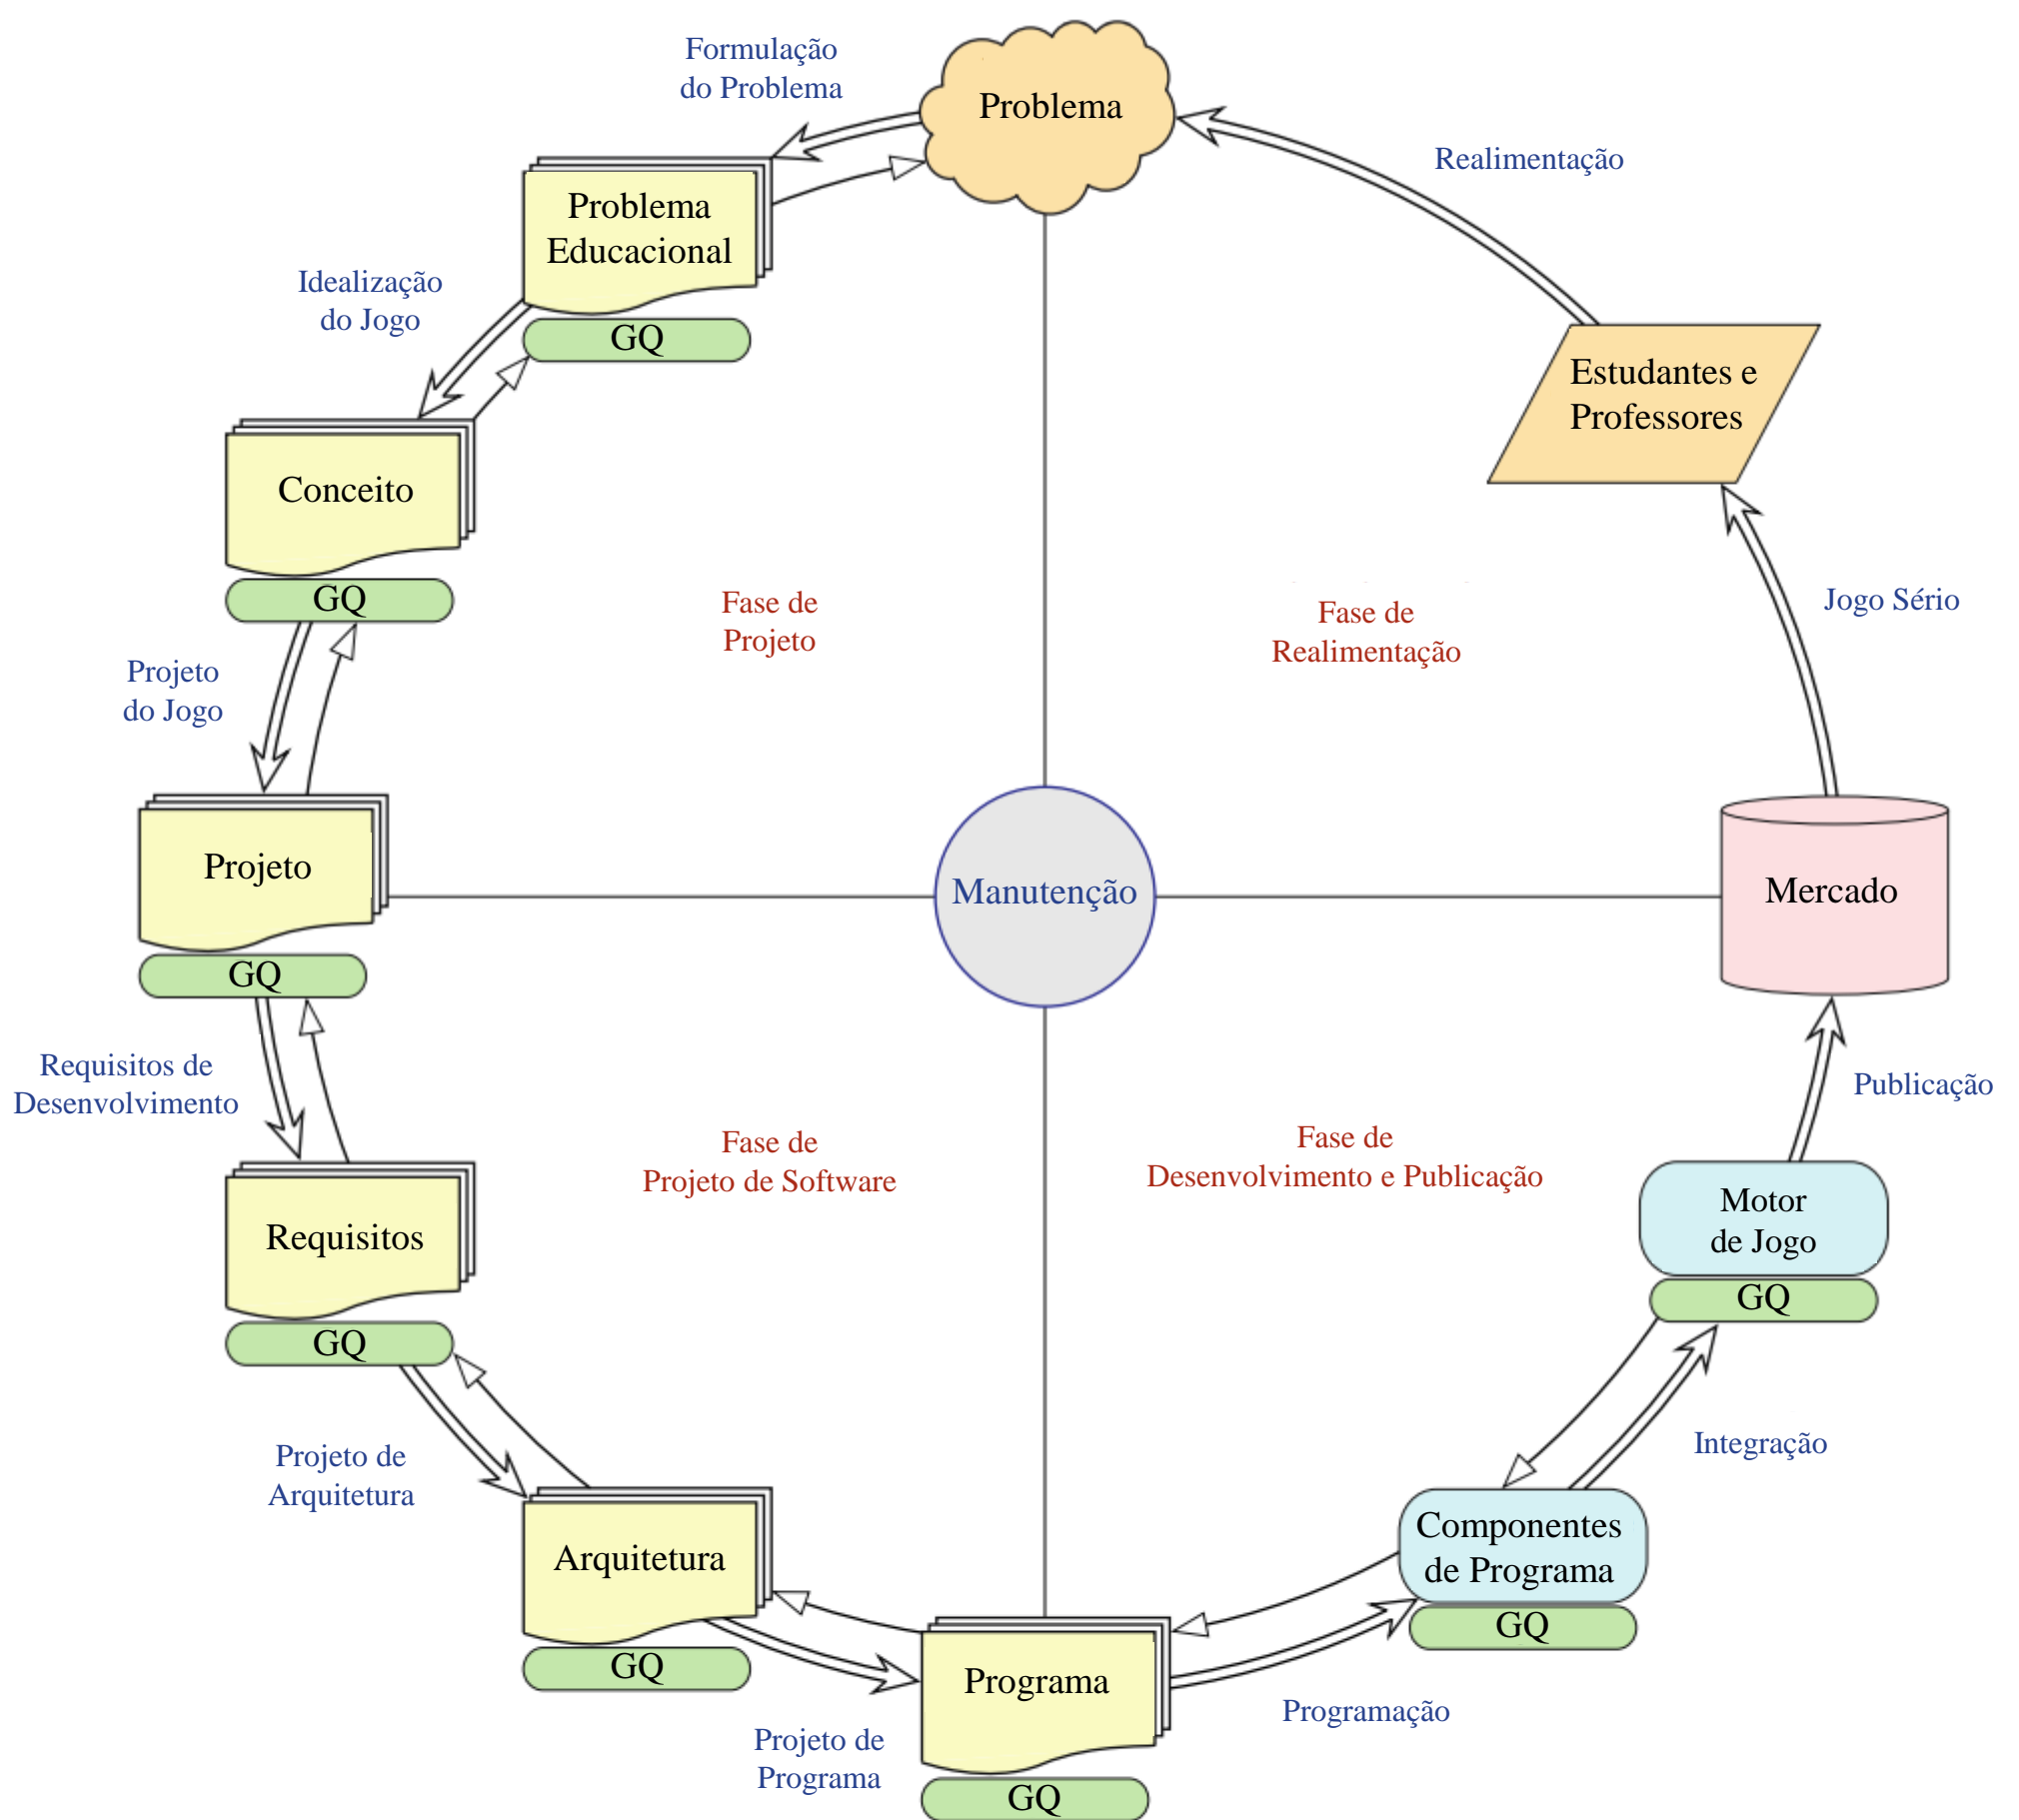 Formulação
do Problema
Problema
Realimentação
Problema
Educacional
GQ
Idealização
do Jogo
Estudantes e
Professores
Conceito
GQ
Fase de
Projeto
Fase de
Realimentação
Jogo Sério
Projeto
do Jogo
Projeto
GQ
Manutenção
Mercado
Requisitos de
Desenvolvimento
Fase de
Projeto de Software
Fase de
Desenvolvimento e Publicação
Publicação
Requisitos
GQ
Motor
de Jogo
GQ
Projeto de
Arquitetura
Integração
Arquitetura
GQ
Componentes
de Programa
GQ
Programa
GQ
Projeto de
Programa
Programação